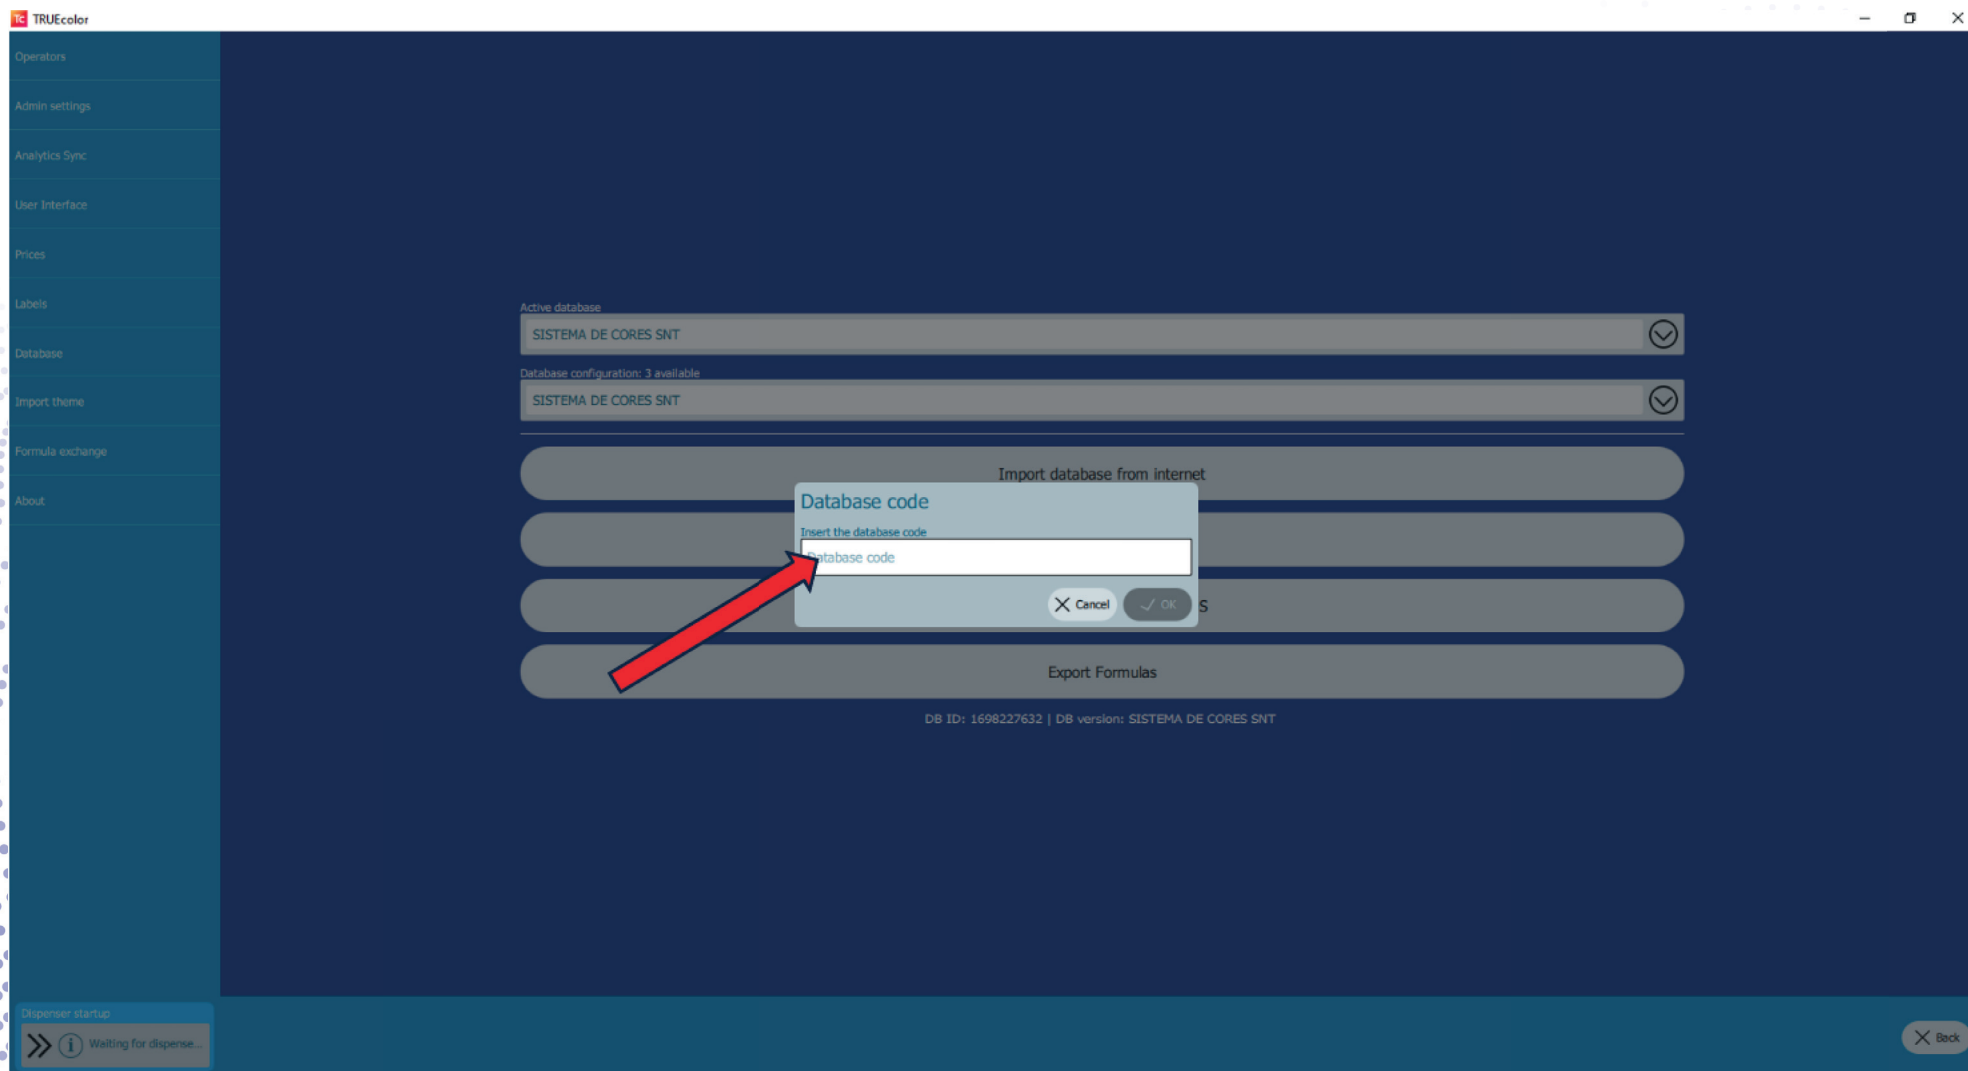 Tc TRUEcolor
Operators
Admin settings
Analytics Sync
User Interface
Prices
Labels
Database
Import theme
Formula exchange
About
Active database
SISTEMA DE CORES SNT
Database configuration: 3 available
SISTEMA DE CORES SNT
Import database from internet
Database code
Insert the database code
Database code
Cancel
OK
S
Export Formulas
DB ID: 1698227632 | DB version: SISTEMA DE CORES SNT
Dispenser startup
Waiting for dispense...
Back